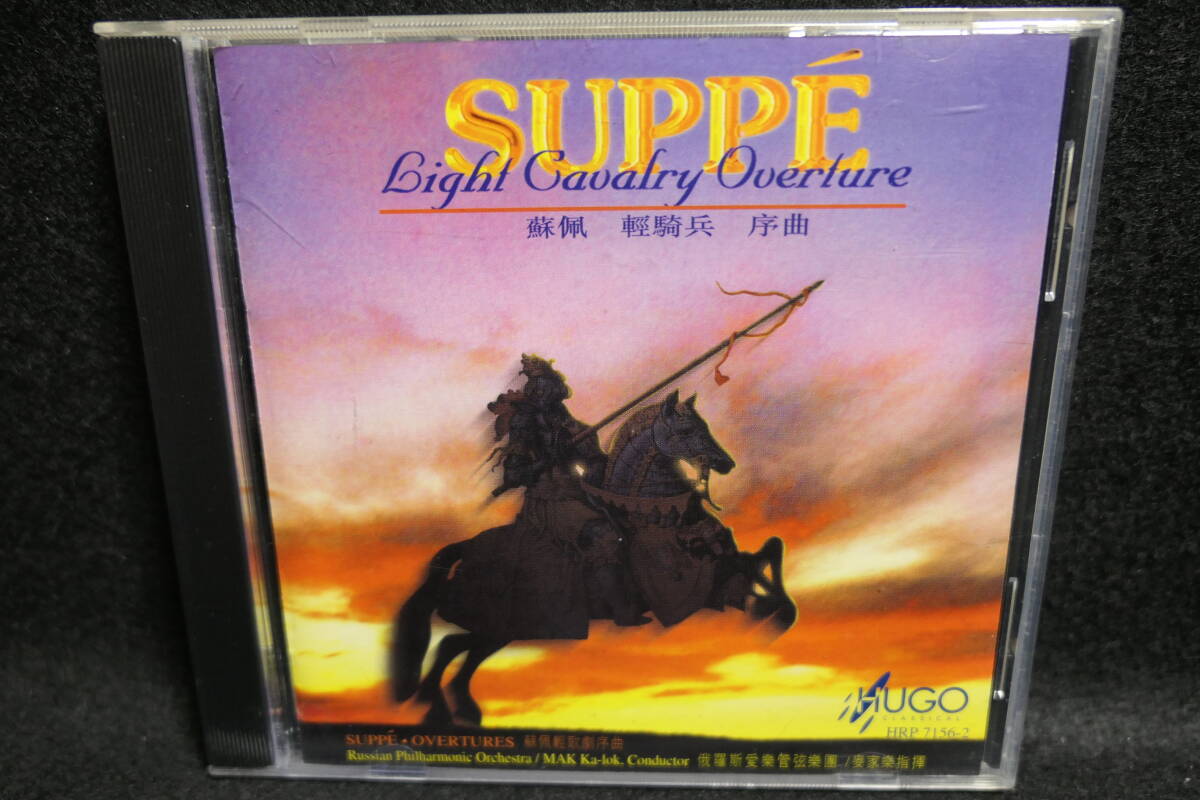 SUPPÉ
Light Cavalry Overture
蘇佩 輕騎兵 序曲
HUGO
CLASSICAL
HRP 7156-2
SUPPÉ • OVERTURES 蘇佩輕歌劇序曲
Russian Philharmonic Orchestra / MAK Ka-lok, Conductor 俄羅斯愛樂管弦樂團 / 麥家樂指揮